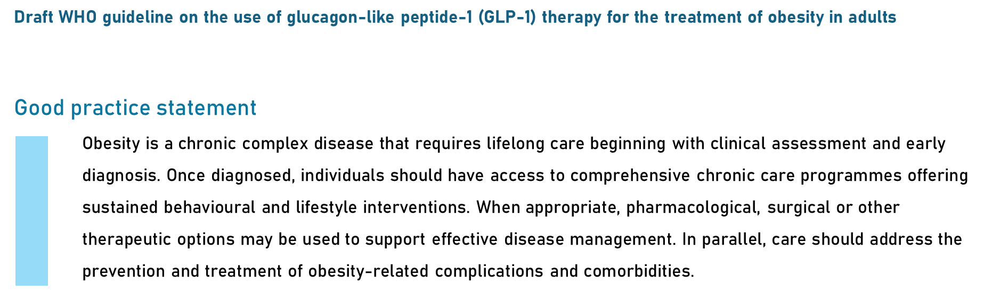 Draft WHO guideline on the use of glucagon-like peptide-1 (GLP-1) therapy for the treatment of obesity in adults
Good practice statement
Obesity is a chronic complex disease that requires lifelong care beginning with clinical assessment and early
diagnosis. Once diagnosed, individuals should have access to comprehensive chronic care programmes offering
sustained behavioural and lifestyle interventions. When appropriate, pharmacological, surgical or other
therapeutic options may be used to support effective disease management. In parallel, care should address the
prevention and treatment of obesity-related complications and comorbidities.